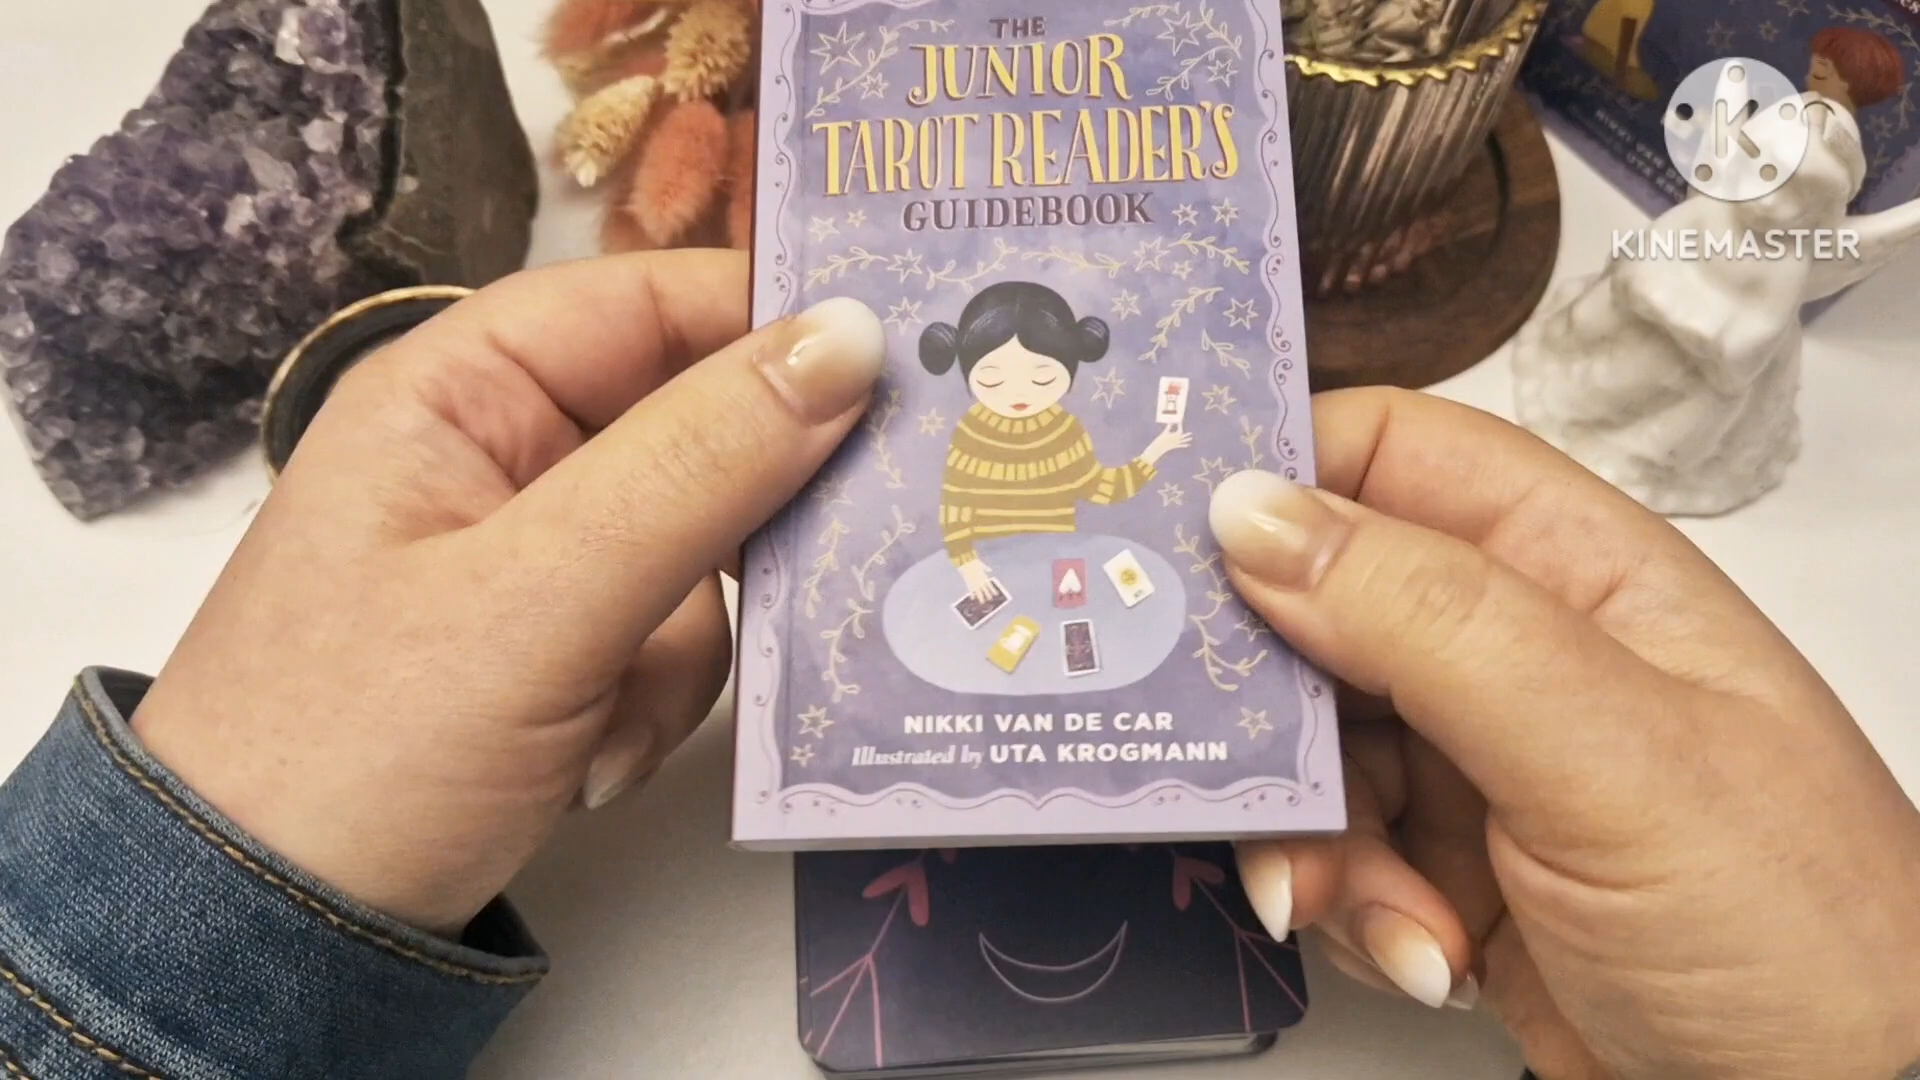 THE
JUNIOR
TAROT READER'S
GUIDEBOOK
NIKKI VAN DE CAR
Illustrated by UTA KROGMANN
K
KINEMASTER